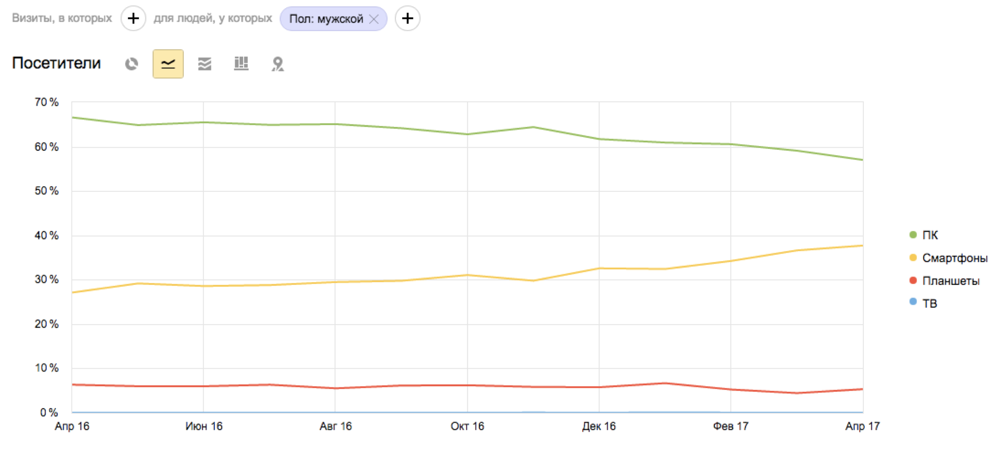 Визиты, в которых + для людей, у которых Пол: мужской × +
Посетители
70 %
60 %
50 %
40 %
30 %
20 %
10 %
0 %
Апр 16 Июн 16 Авг 16 Окт 16 Дек 16 Фев 17 Апр 17
ПК
Смартфоны
Планшеты
ТВ